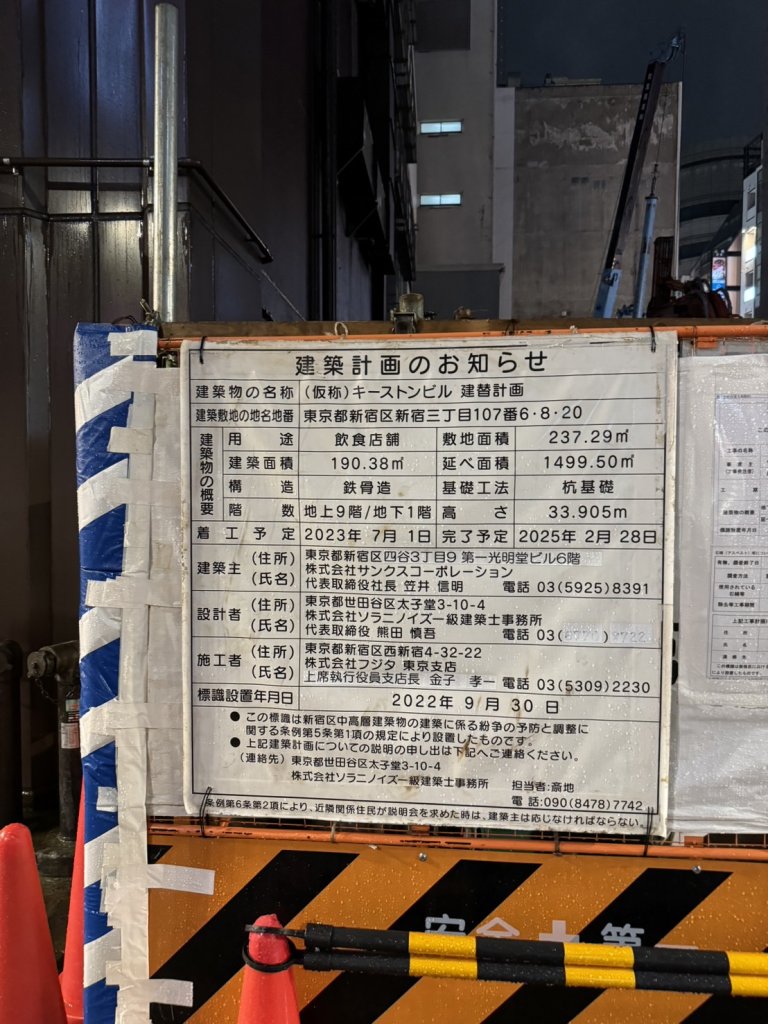 建築計画のお知らせ
建築物の名称 (仮称)キーストンビル 建替計画
建築敷地の地名地番 東京都新宿区新宿三丁目107番6・8・20
建築物の概要
用途 飲食店舗 敷地面積 237.29㎡
建築面積 190.38㎡ 延べ面積 1499.50㎡
構造 鉄骨造 基礎工法 杭基礎
階数 地上9階/地下1階 高さ 33.905m
着工予定 2023年 7月 1日 完了予定 2025年 2月 28日
建築主 (住所) 東京都新宿区四谷3丁目9 第一光明堂ビル6階
(氏名) 株式会社サンクスコーポレーション
代表取締役社長 笠井 信明 電話 03(5925)8391
設計者 (住所) 東京都世田谷区太子堂3-10-4
(氏名) 株式会社ソラニノイズ一級建築士事務所
代表取締役 熊田 慎吾 電話 03(
施工者 (住所) 東京都新宿区西新宿4-32-22
(氏名) 株式会社フジタ 東京支店
上席執行役員支店長 金子 孝一 電話 03(5309)2230
標識設置年月日 2022年 9月 30日
● この標識は新宿区中高層建築物の建築に係る紛争の予防と調整に
関する条例第5条第1項の規定により設置したものです。
● 上記建築計画についての説明の申し出は下記へご連絡ください。
(連絡先) 東京都世田谷区太子堂3-10-4
株式会社ソラニノイズ一級建築士事務所 担当者:斎地
電話:090(8478)7742
条例第6条第2項により、近隣関係住民が説明会を求めた時は、建築主は応じなければならない。
工事の名称
安全大第一